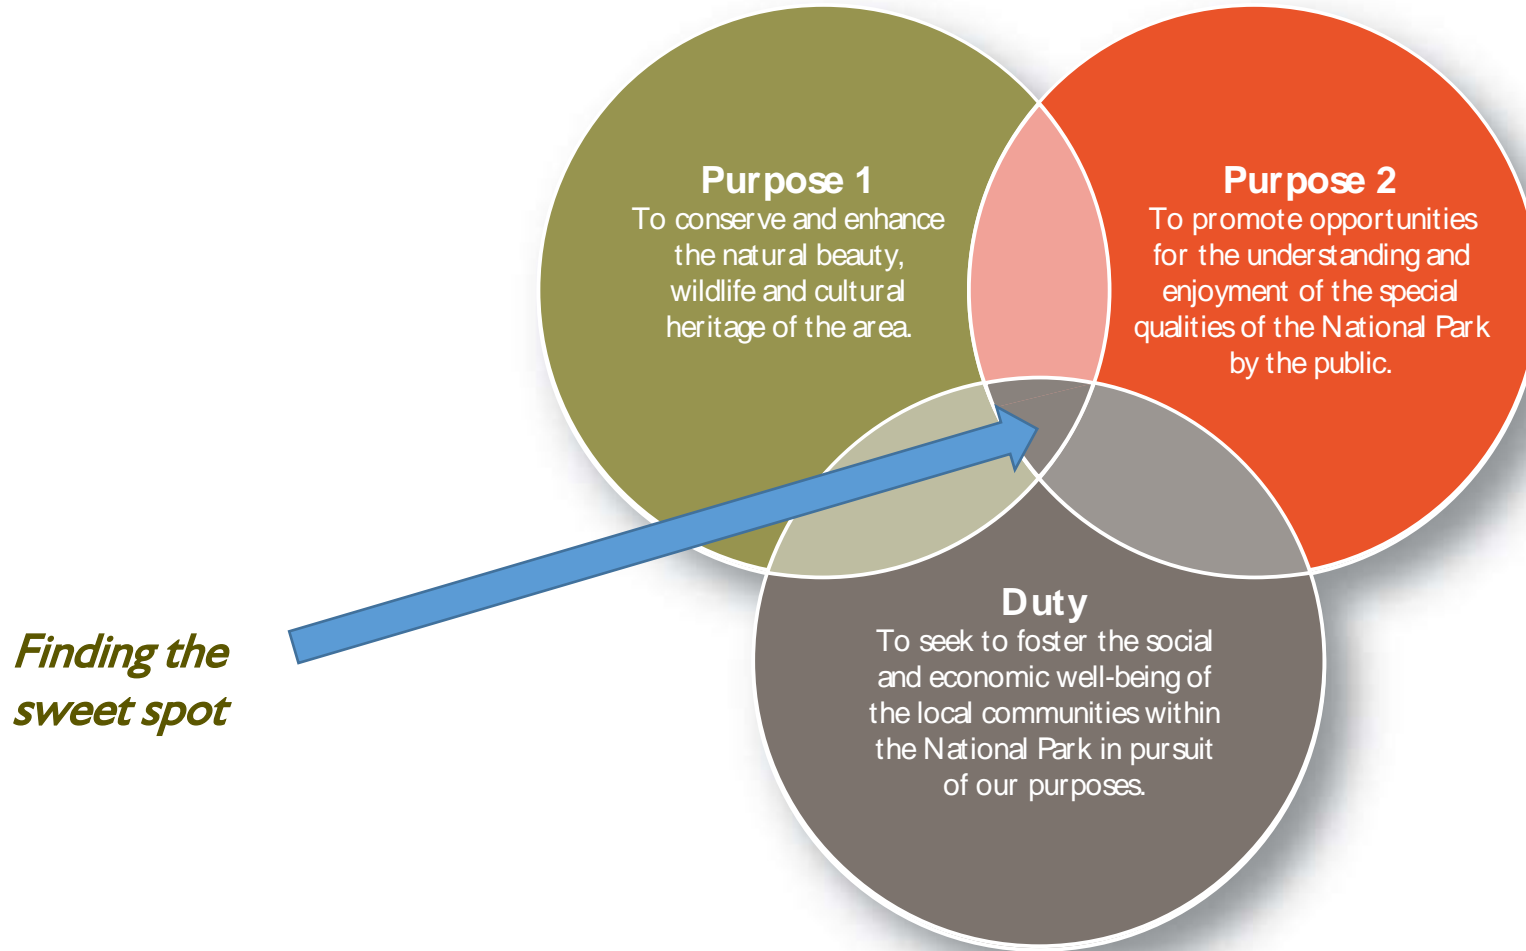 Purpose 1
To conserve and enhance
the natural beauty,
wildlife and cultural
heritage of the area.
Purpose 2
To promote opportunities
for the understanding and
enjoyment of the special
qualities of the National Park
by the public.
Duty
To seek to foster the social
and economic well-being of
the local communities within
the National Park in pursuit
of our purposes.
Finding the
sweet spot